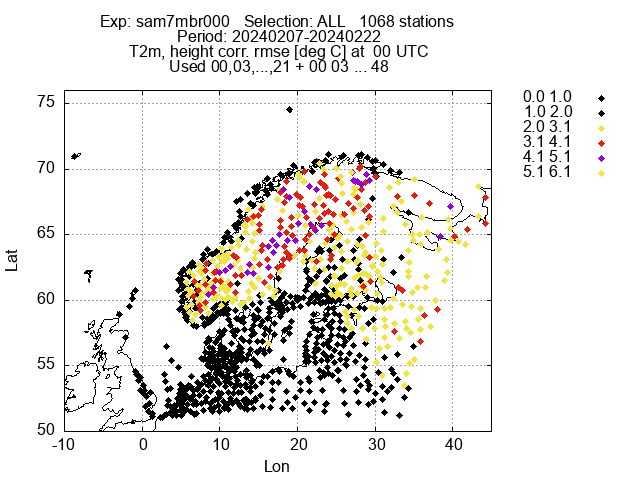 Exp: sam7mbr000   Selection: ALL   1068 stations
Period: 20240207-20240222
T2m, height corr. rmse [deg C] at  00 UTC
Used 00,03,...,21 + 00 03 ... 48
0.0 1.0
1.0 2.0
2.0 3.1
3.1 4.1
4.1 5.1
5.1 6.1
75
70
65
60
55
50
Lat
-10 0 10 20 30 40
Lon